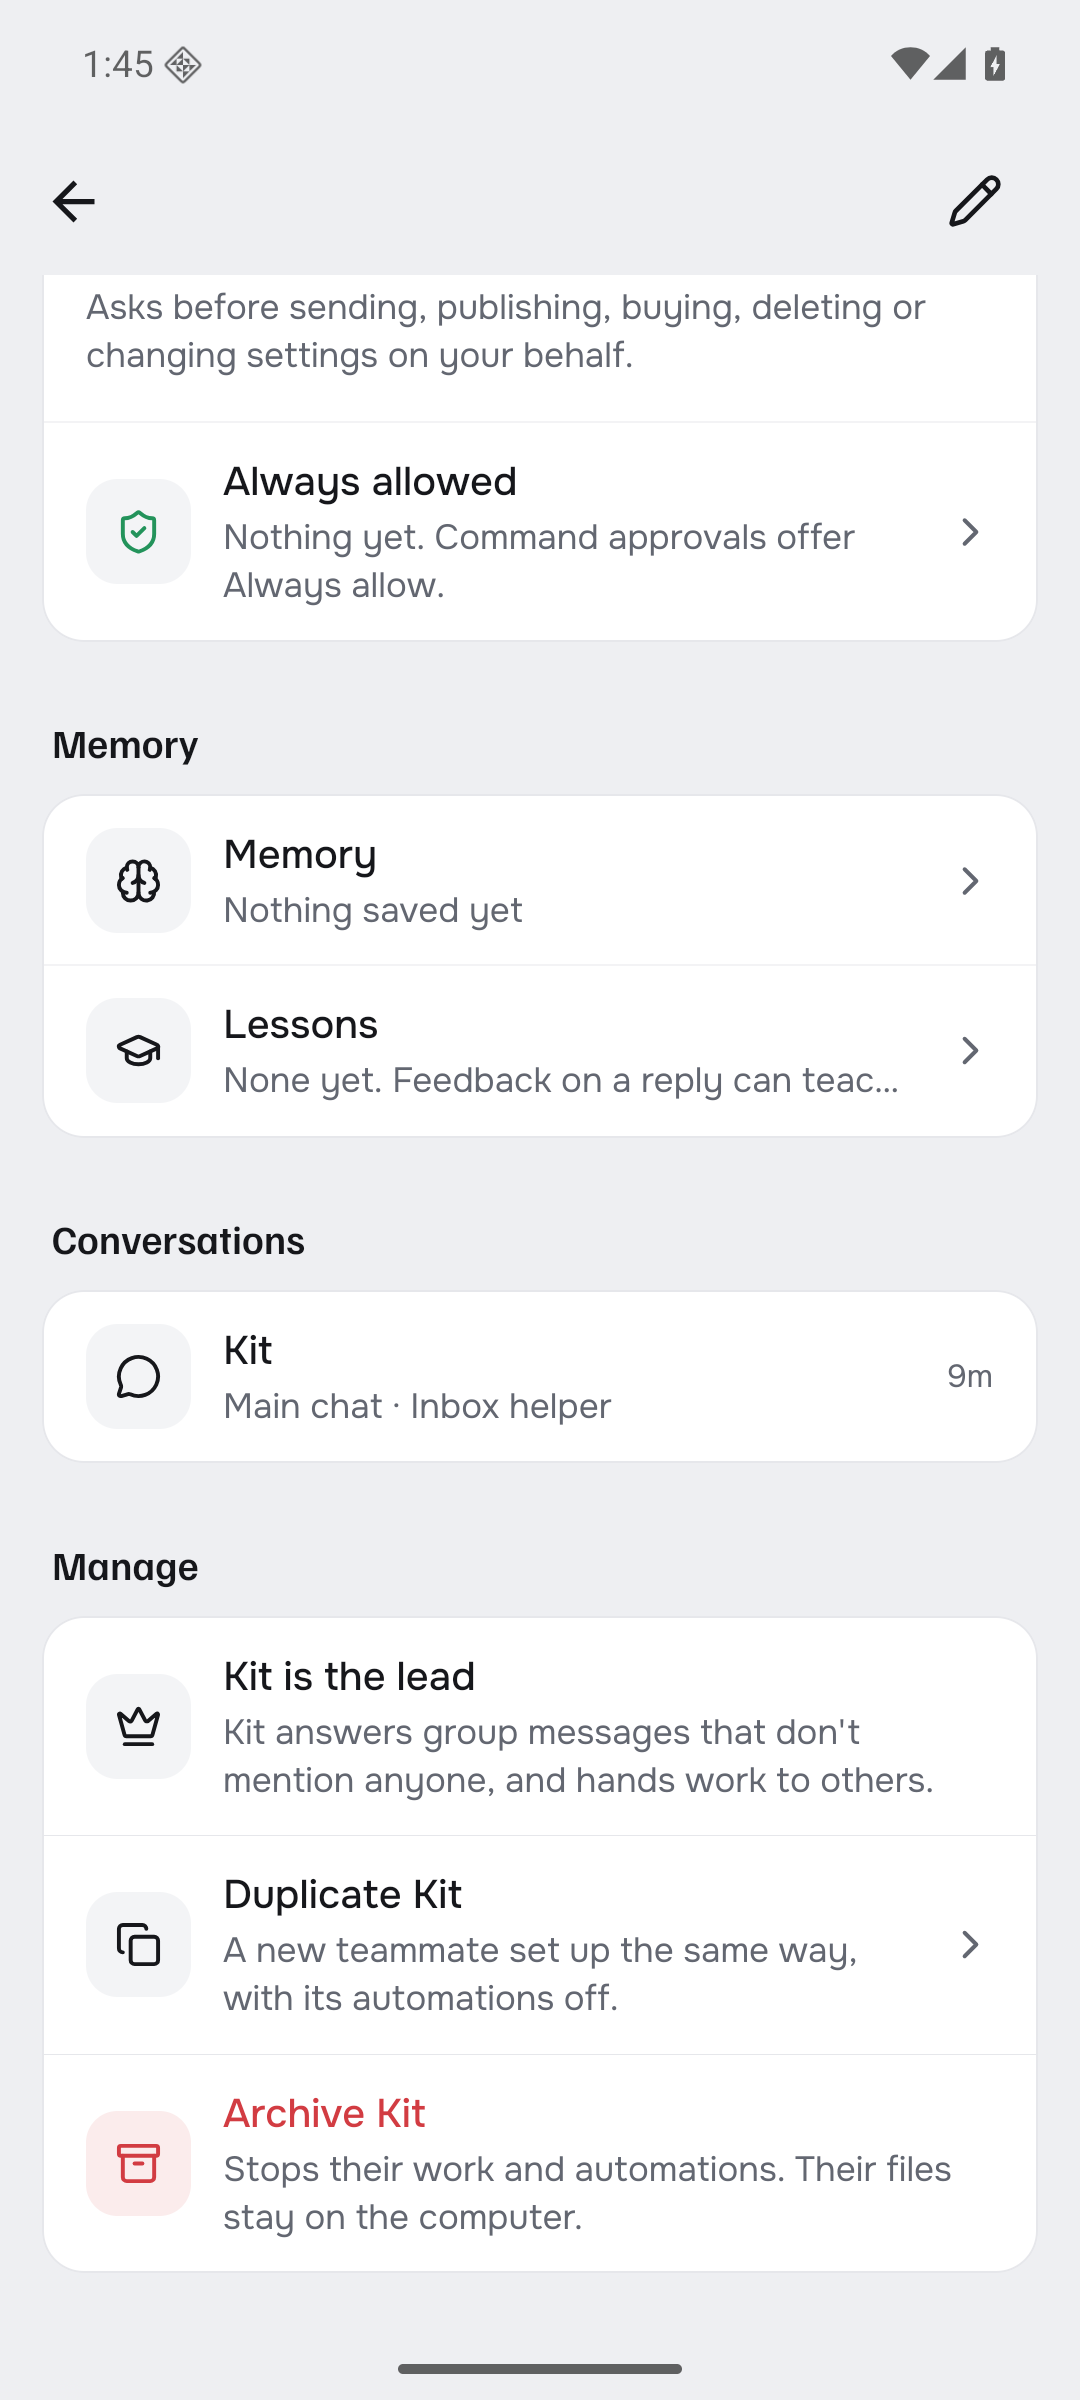 1:45
Asks before sending, publishing, buying, deleting or
changing settings on your behalf.
Always allowed
Nothing yet. Command approvals offer
Always allow.
Memory
Memory
Nothing saved yet
Lessons
None yet. Feedback on a reply can teac...
Conversations
Kit
Main chat · Inbox helper
9m
Manage
Kit is the lead
Kit answers group messages that don't
mention anyone, and hands work to others.
Duplicate Kit
A new teammate set up the same way,
with its automations off.
Archive Kit
Stops their work and automations. Their files
stay on the computer.